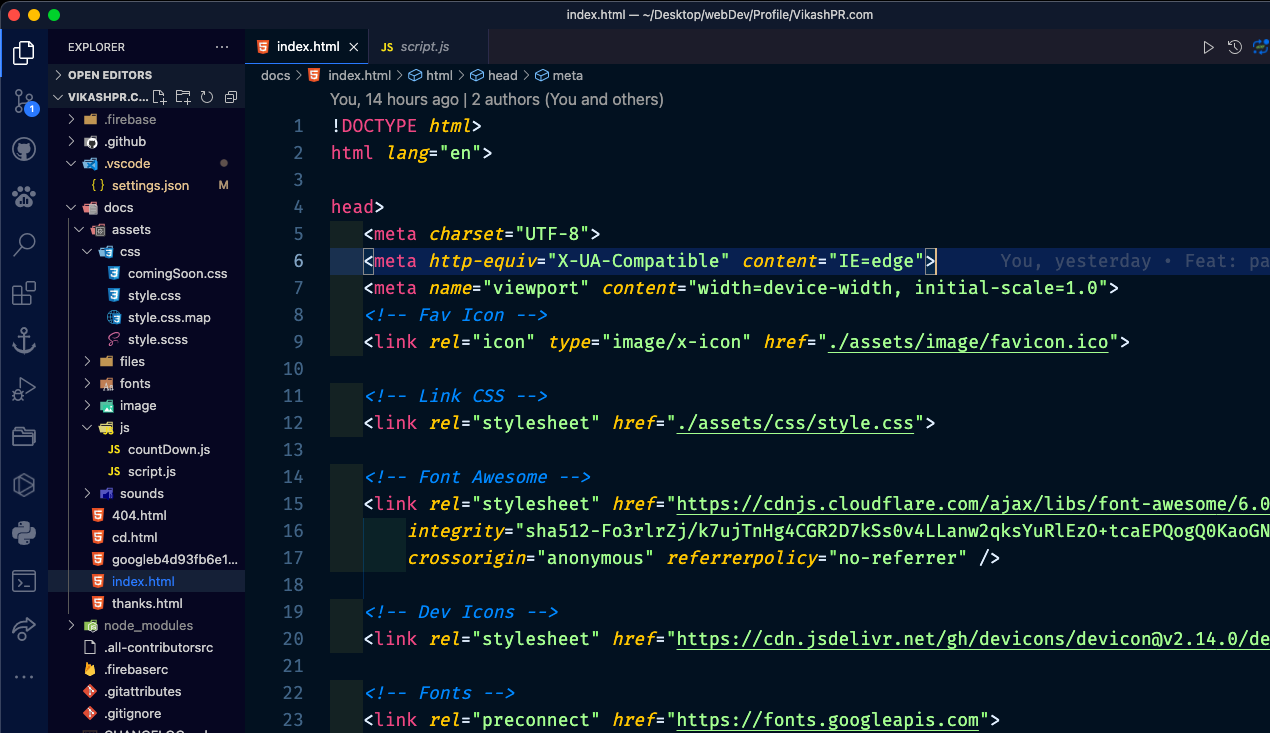 index.html — ~/Desktop/webDev/Profile/VikashPR.com
EXPLORER
OPEN EDITORS
VIKASHPR.C...
.firebase
.github
.vscode
{ } settings.json M
docs
assets
css
comingSoon.css
style.css
style.css.map
style.scss
files
fonts
image
js
JS countDown.js
JS script.js
sounds
404.html
cd.html
googleb4d93fb6e1...
index.html
thanks.html
node_modules
.all-contributorsrc
.firebaserc
.gitattributes
.gitignore
1
index.html
JS script.js
docs > index.html > html > head > meta
You, 14 hours ago | 2 authors (You and others)
1 !DOCTYPE html>
2 html lang="en">
3
4 head>
5 <meta charset="UTF-8">
6 <meta http-equiv="X-UA-Compatible" content="IE=edge"> You, yesterday • Feat: pa
7 <meta name="viewport" content="width=device-width, initial-scale=1.0">
8 <!-- Fav Icon -->
9 <link rel="icon" type="image/x-icon" href="./assets/image/favicon.ico">
10
11 <!-- Link CSS -->
12 <link rel="stylesheet" href="./assets/css/style.css">
13
14 <!-- Font Awesome -->
15 <link rel="stylesheet" href="https://cdnjs.cloudflare.com/ajax/libs/font-awesome/6.0
16 integrity="sha512-Fo3rlrZj/k7ujTnHg4CGR2D7kSs0v4LLanw2qksYuRlEzO+tcaEPQogQ0KaoGN
17 crossorigin="anonymous" referrerpolicy="no-referrer" />
18
19 <!-- Dev Icons -->
20 <link rel="stylesheet" href="https://cdn.jsdelivr.net/gh/devicons/devicon@v2.14.0/de
21
22 <!-- Fonts -->
23 <link rel="preconnect" href="https://fonts.googleapis.com">